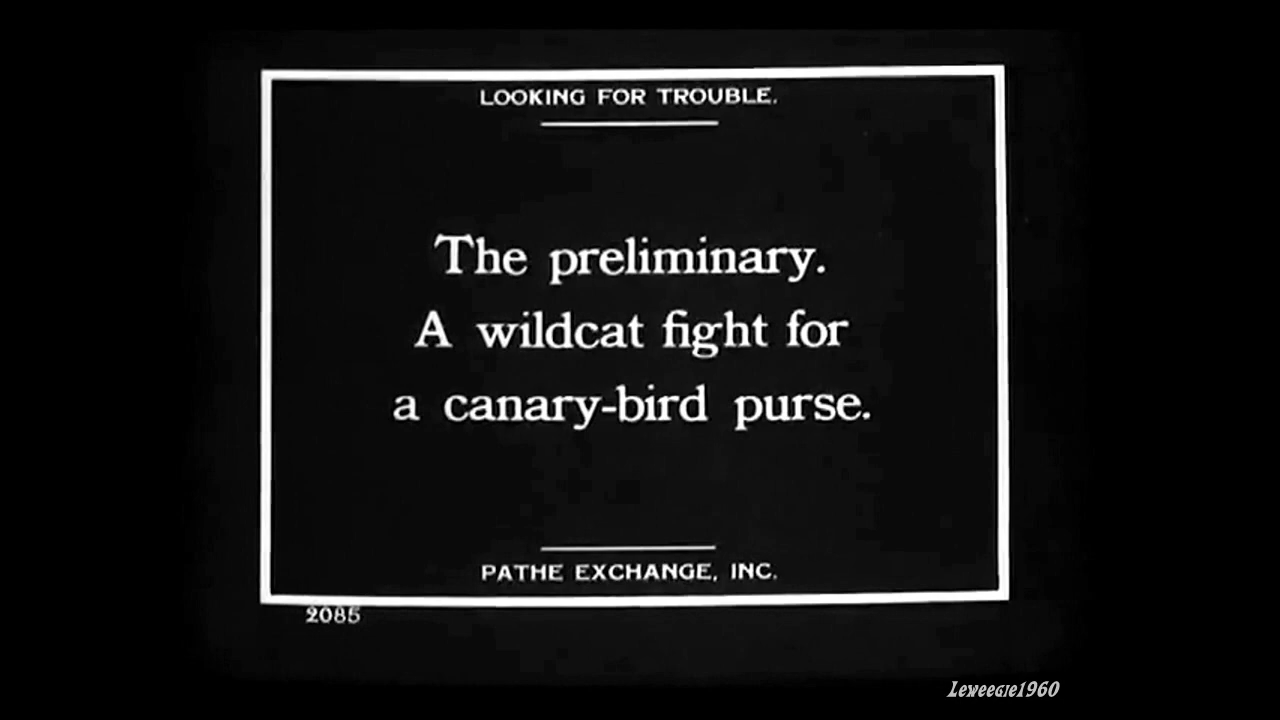 LOOKING FOR TROUBLE.
The preliminary.
A wildcat fight for
a canary-bird purse.
PATHE EXCHANGE, INC.
2085
Leweegie1960